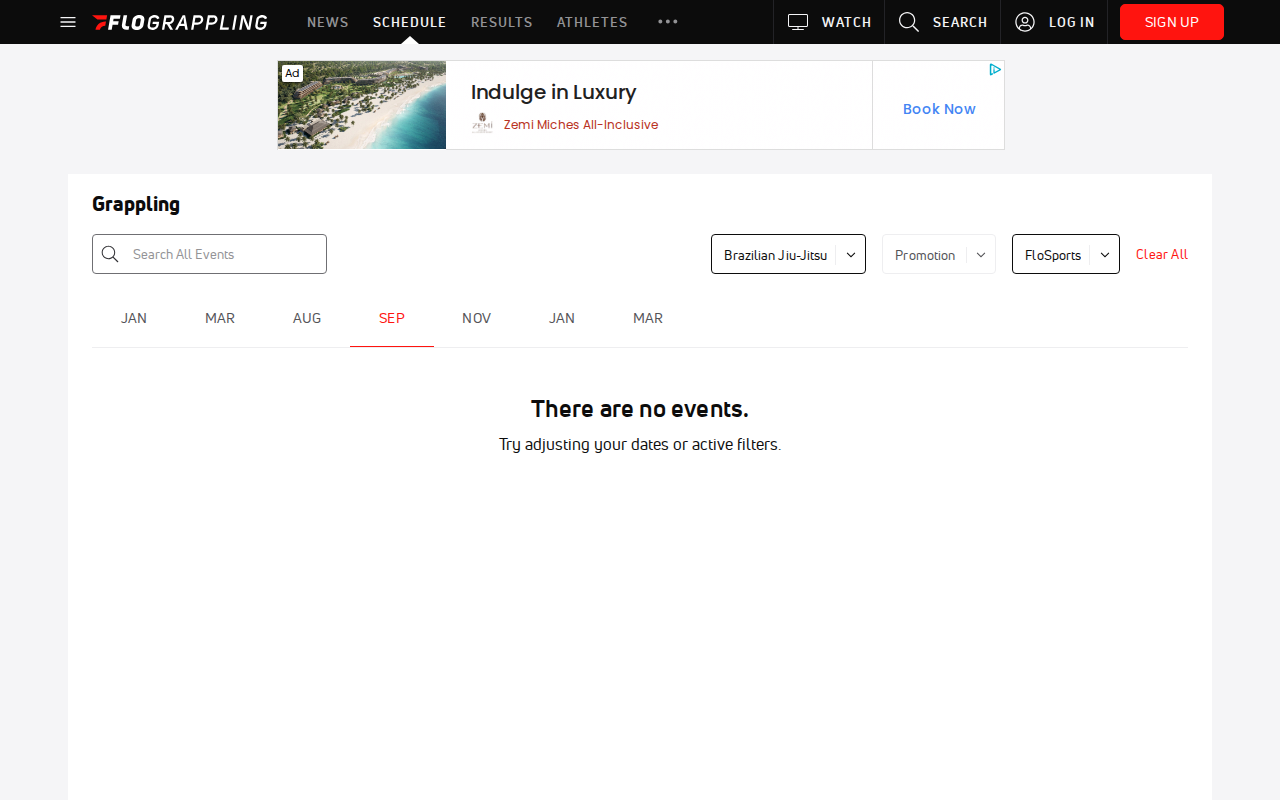 FLOGRAPPLING NEWS SCHEDULE RESULTS ATHLETES WATCH SEARCH LOG IN SIGN UP
Ad
Indulge in Luxury
ZEMÍ
Zemi Miches All-Inclusive
Book Now
Grappling
Search All Events
Brazilian Jiu-Jitsu
Promotion
FloSports
Clear All
JAN MAR AUG SEP NOV JAN MAR
There are no events.
Try adjusting your dates or active filters.